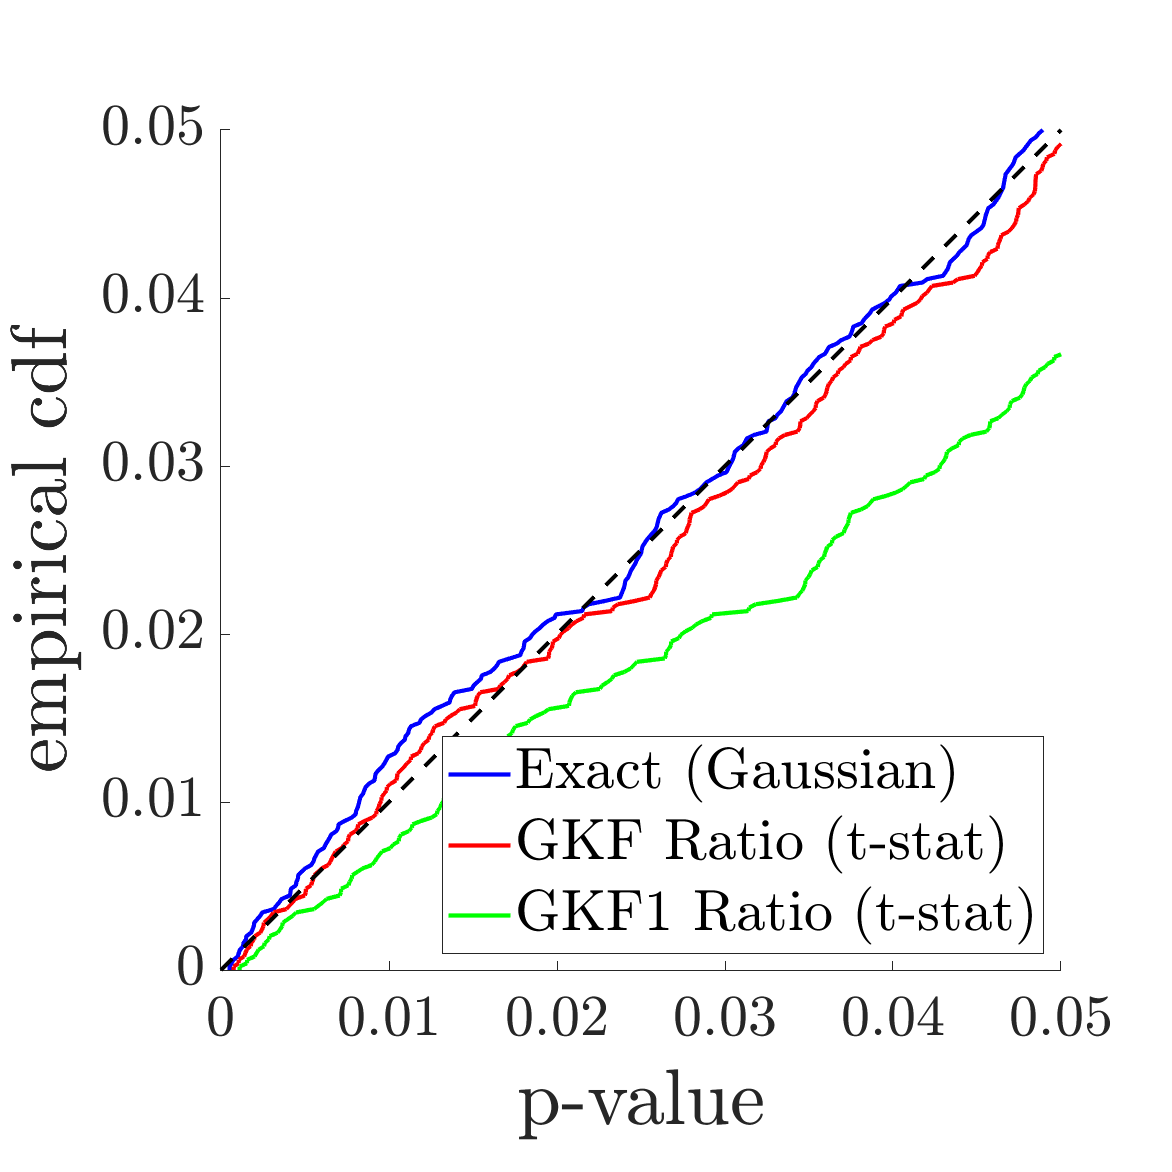 0.05
0.04
0.03
0.02
0.01
0
empirical cdf
Exact (Gaussian)
GKF Ratio (t-stat)
GKF1 Ratio (t-stat)
0 0.01 0.02 0.03 0.04 0.05
p-value